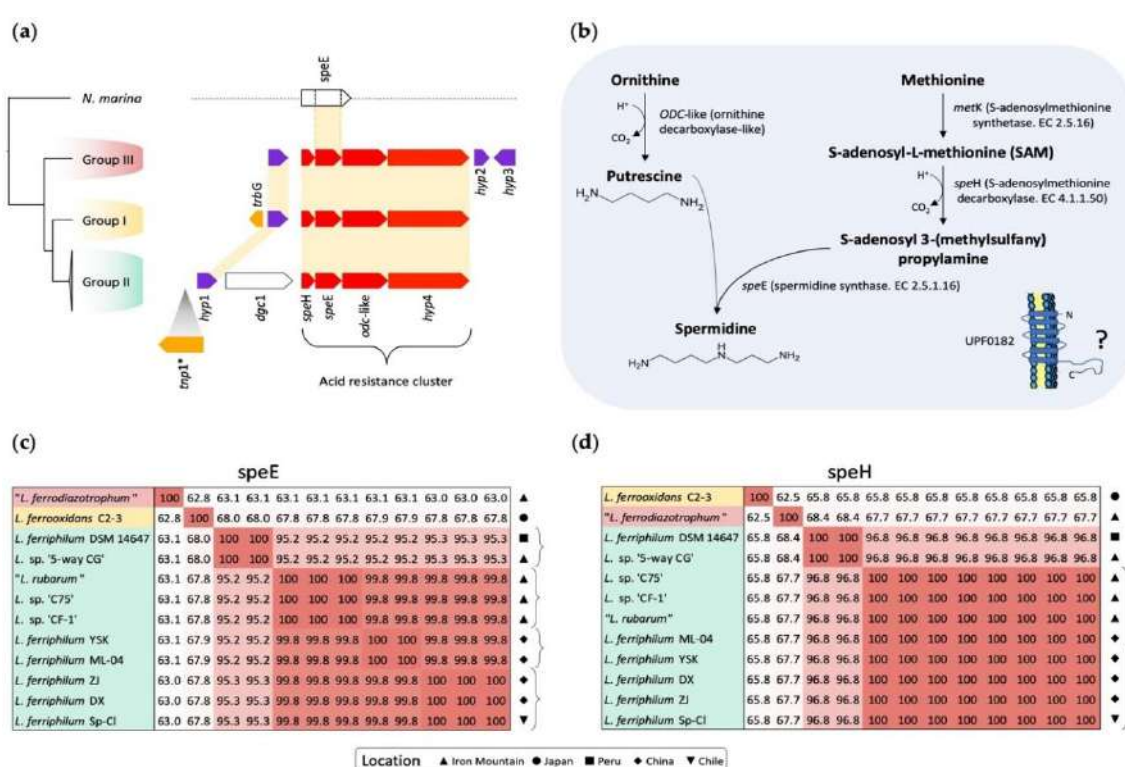 (a)
speE
N. marina
Group III
hyp2
hyp3
trbG
Group I
Group II
hyp1
dgc1
speH
speE
odc-like
hyp4
tnp1*
Acid resistance cluster
(b)
Ornithine
Methionine
H+
CO2
ODC-like (ornithine
decarboxylase-like)
metK (S-adenosylmethionine
synthetase. EC 2.5.16)
S-adenosyl-L-methionine (SAM)
Putrescine
H2N
NH2
H+
CO2
speH (S-adenosylmethionine
decarboxylase. EC 4.1.1.50)
S-adenosyl 3-(methylsulfany)
propylamine
speE (spermidine synthase. EC 2.5.1.16)
Spermidine
H2N
H
N
NH2
UPF0182
N
C
?
(c)
speE
"L. ferrodiazotrophum" 100 62.8 63.1 63.1 63.1 63.1 63.1 63.1 63.1 63.0 63.0 63.0
L. ferrooxidans C2-3 62.8 100 68.0 68.0 67.8 67.8 67.8 67.9 67.9 67.8 67.8 67.8
L. ferriphilum DSM 14647 63.1 68.0 100 100 95.2 95.2 95.2 95.2 95.2 95.3 95.3 95.3
L. sp. '5-way CG' 63.1 68.0 100 100 95.2 95.2 95.2 95.2 95.2 95.3 95.3 95.3
"L. rubarum" 63.1 67.8 95.2 95.2 100 100 100 99.8 99.8 99.8 99.8 99.8
L. sp. 'C75' 63.1 67.8 95.2 95.2 100 100 100 99.8 99.8 99.8 99.8 99.8
L. sp. 'CF-1' 63.1 67.8 95.2 95.2 100 100 100 99.8 99.8 99.8 99.8 99.8
L. ferriphilum YSK 63.1 67.9 95.2 95.2 99.8 99.8 99.8 100 100 99.8 99.8 99.8
L. ferriphilum ML-04 63.1 67.9 95.2 95.2 99.8 99.8 99.8 100 100 99.8 99.8 99.8
L. ferriphilum ZJ 63.0 67.8 95.3 95.3 99.8 99.8 99.8 99.8 99.8 100 100 100
L. ferriphilum DX 63.0 67.8 95.3 95.3 99.8 99.8 99.8 99.8 99.8 100 100 100
L. ferriphilum Sp-Cl 63.0 67.8 95.3 95.3 99.8 99.8 99.8 99.8 99.8 100 100 100
(d)
speH
L. ferrooxidans C2-3 100 62.5 65.8 65.8 65.8 65.8 65.8 65.8 65.8 65.8 65.8 65.8
"L. ferrodiazotrophum" 62.5 100 68.4 68.4 67.7 67.7 67.7 67.7 67.7 67.7 67.7 67.7
L. ferriphilum DSM 14647 65.8 68.4 100 100 96.8 96.8 96.8 96.8 96.8 96.8 96.8 96.8
L. sp. '5-way CG' 65.8 68.4 100 100 96.8 96.8 96.8 96.8 96.8 96.8 96.8 96.8
L. sp. 'C75' 65.8 67.7 96.8 96.8 100 100 100 100 100 100 100 100
L. sp. 'CF-1' 65.8 67.7 96.8 96.8 100 100 100 100 100 100 100 100
"L. rubarum" 65.8 67.7 96.8 96.8 100 100 100 100 100 100 100 100
L. ferriphilum ML-04 65.8 67.7 96.8 96.8 100 100 100 100 100 100 100 100
L. ferriphilum YSK 65.8 67.7 96.8 96.8 100 100 100 100 100 100 100 100
L. ferriphilum DX 65.8 67.7 96.8 96.8 100 100 100 100 100 100 100 100
L. ferriphilum ZJ 65.8 67.7 96.8 96.8 100 100 100 100 100 100 100 100
L. ferriphilum Sp-Cl 65.8 67.7 96.8 96.8 100 100 100 100 100 100 100 100
Location ▲ Iron Mountain ● Japan ■ Peru ◆ China ▼ Chile